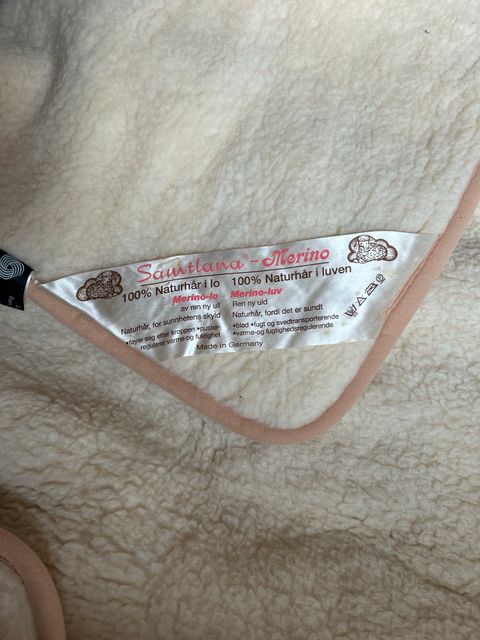 Samtlana® - Merino
100% Naturhår i lo
Merino-lo
av ren ny ull
Naturhår, for sunnhetens skyld
•føyer seg etter kroppen •puster-
regulerer varme og fuktighet
100% Naturhår i luven
Merino-luv
Ren ny uld
Naturhår, fordi det er sundt
•blød •fugt og svedtransporterende
•varme-og fugtighedsregulerende
Made in Germany